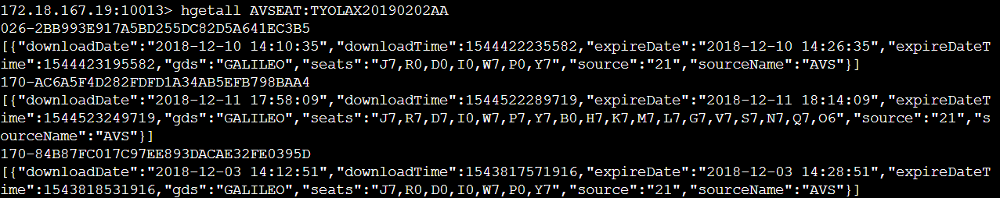 172.18.167.19:10013> hgetall AVSEAT:TYOLAX20190202AA
026-2BB993E917A5BD255DC82D5A641EC3B5
[{"downloadDate":"2018-12-10 14:10:35","downloadTime":1544422235582,"expireDate":"2018-12-10 14:26:35","expireDateT
ime":1544423195582,"gds":"GALILEO","seats":"J7,R0,D0,I0,W7,P0,Y7","source":"21","sourceName":"AVS"}]
170-AC6A5F4D282FDFD1A34AB5EFB798BAA4
[{"downloadDate":"2018-12-11 17:58:09","downloadTime":1544522289719,"expireDate":"2018-12-11 18:14:09","expireDateT
ime":1544523249719,"gds":"GALILEO","seats":"J7,R7,D7,I0,W7,P7,Y7,B0,H7,K7,M7,L7,G7,V7,S7,N7,Q7,O6","source":"21","s
ourceName":"AVS"}]
170-84B87FC017C97EE893DACAE32FE0395D
[{"downloadDate":"2018-12-03 14:12:51","downloadTime":1543817571916,"expireDate":"2018-12-03 14:28:51","expireDateT
ime":1543818531916,"gds":"GALILEO","seats":"J7,R0,D0,I0,W7,P0,Y7","source":"21","sourceName":"AVS"}]